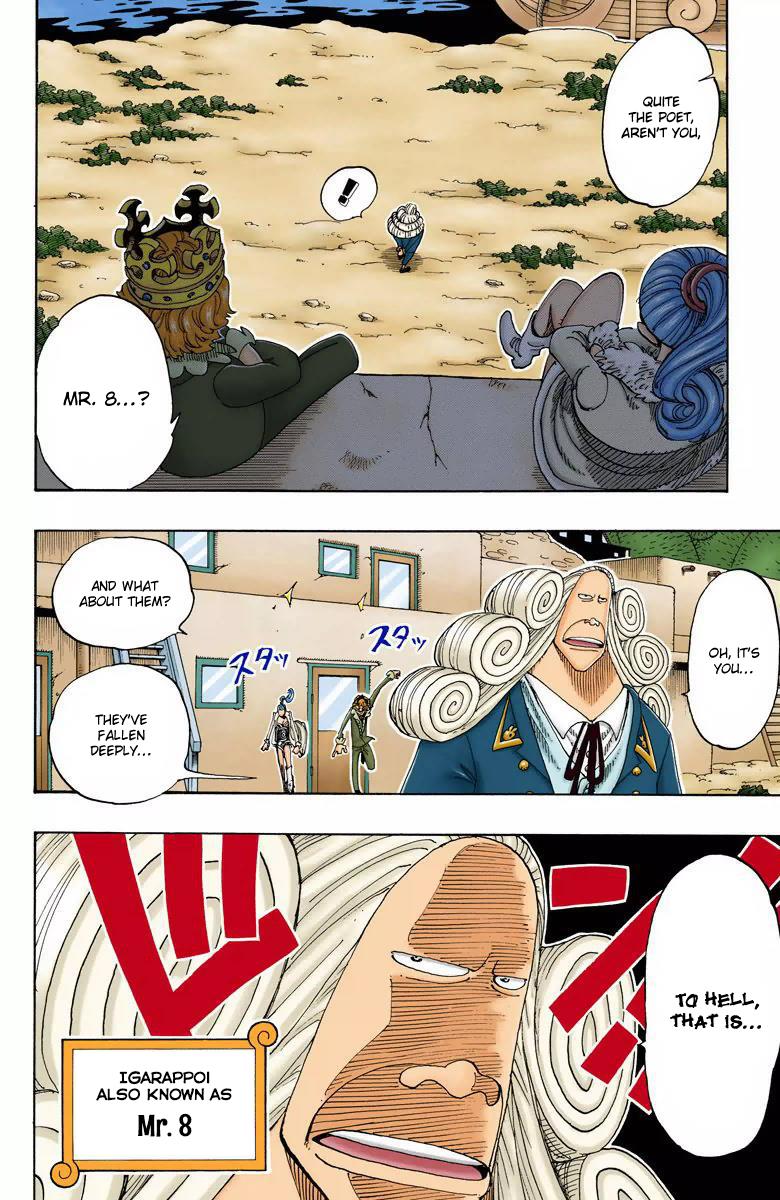 QUITE
THE POET,
AREN'T YOU,
!
MR. 8...?
OH, IT'S
YOU...
AND WHAT
ABOUT THEM?
スタッ
スタッ
THEY'VE
FALLEN
DEEPLY...
TO HELL,
THAT IS...
IGARAPPOI
ALSO KNOWN AS
Mr. 8